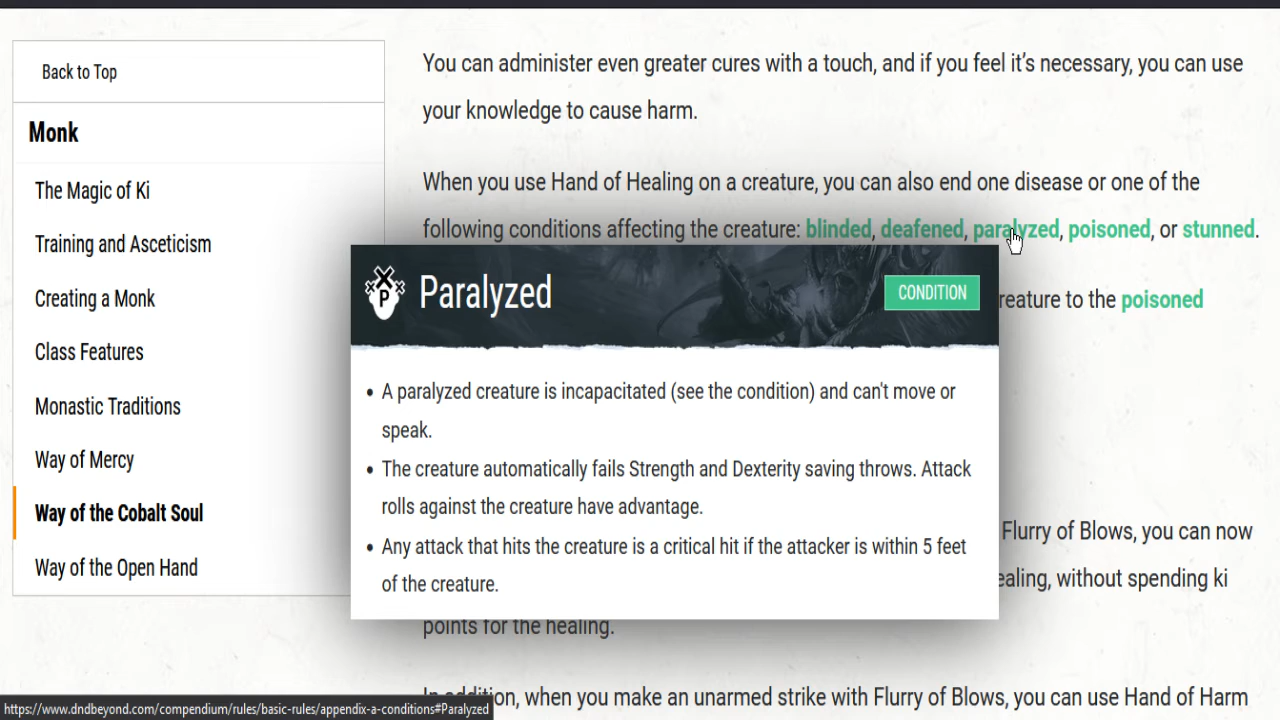 Back to Top
Monk
The Magic of Ki
Training and Asceticism
Creating a Monk
Class Features
Monastic Traditions
Way of Mercy
Way of the Cobalt Soul
Way of the Open Hand
You can administer even greater cures with a touch, and if you feel it’s necessary, you can use
your knowledge to cause harm.
When you use Hand of Healing on a creature, you can also end one disease or one of the
following conditions affecting the creature: blinded, deafened, paralyzed, poisoned, or stunned.
reature to the poisoned
P
Paralyzed
CONDITION
A paralyzed creature is incapacitated (see the condition) and can't move or
speak.
The creature automatically fails Strength and Dexterity saving throws. Attack
rolls against the creature have advantage.
Any attack that hits the creature is a critical hit if the attacker is within 5 feet
of the creature.
Flurry of Blows, you can now
ealing, without spending ki
points for the healing.
In addition, when you make an unarmed strike with Flurry of Blows, you can use Hand of Harm
https://www.dndbeyond.com/compendium/rules/basic-rules/appendix-a-conditions#Paralyzed